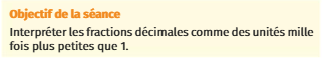 Objectif de la séance
Interpréter les fractions décimales comme des unités mille
fois plus petites que 1.